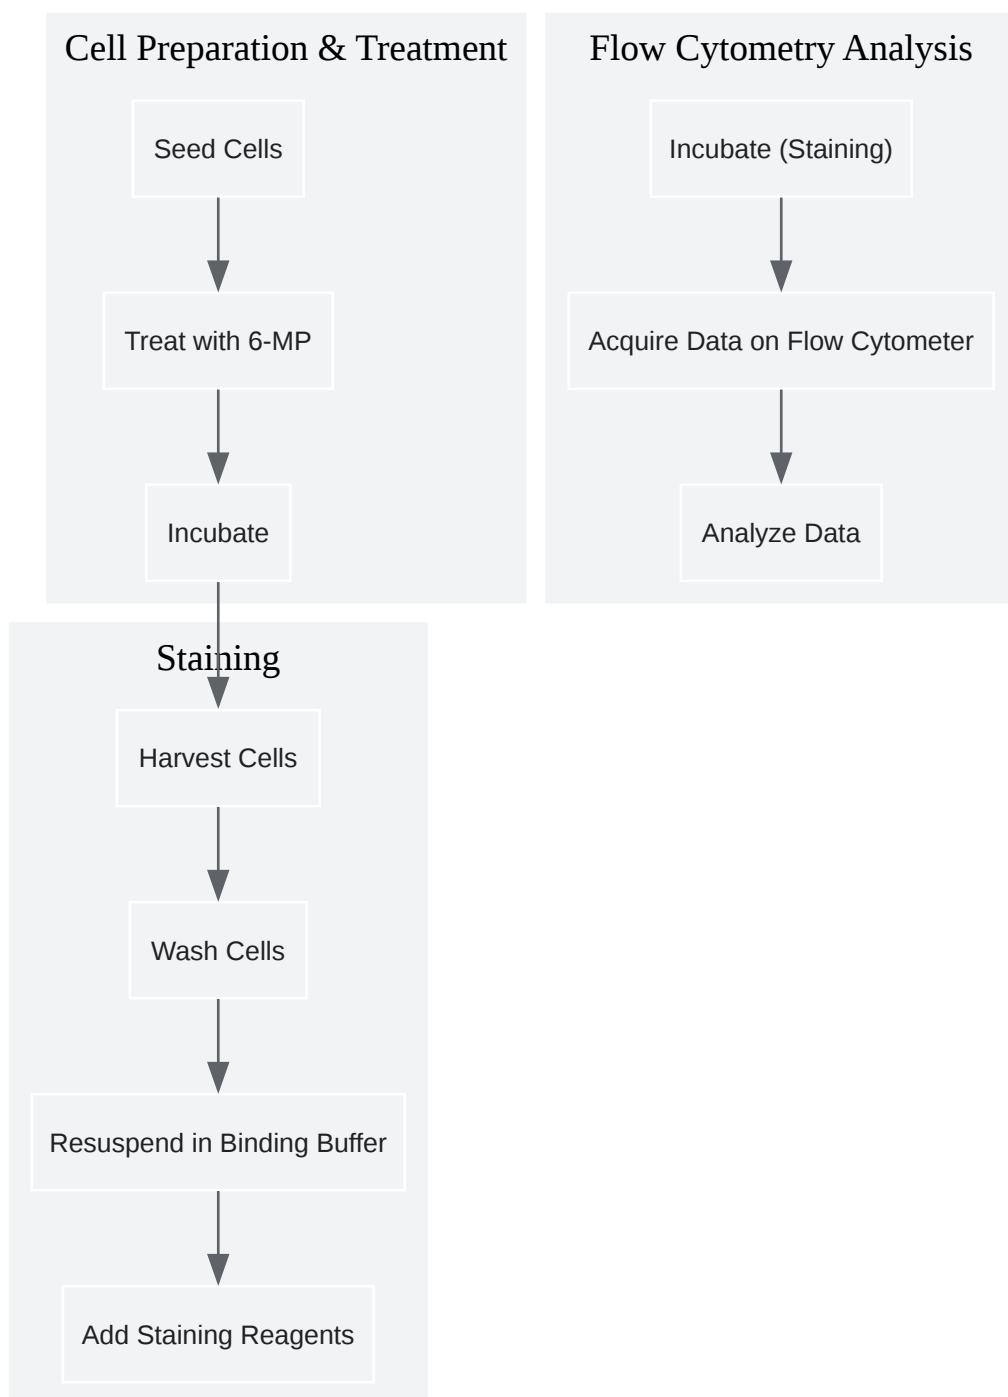 Cell Preparation & Treatment
Seed Cells
Treat with 6-MP
Incubate
Flow Cytometry Analysis
Incubate (Staining)
Acquire Data on Flow Cytometer
Analyze Data
Staining
Harvest Cells
Wash Cells
Resuspend in Binding Buffer
Add Staining Reagents